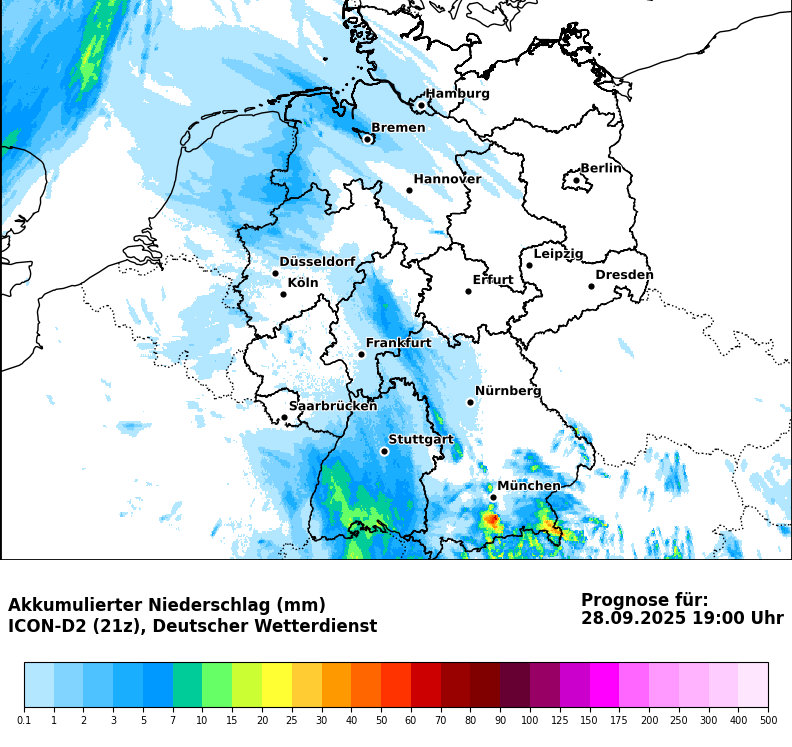 Hamburg
Bremen
Berlin
Hannover
Leipzig
Düsseldorf
Dresden
Köln
Erfurt
Frankfurt
Nürnberg
Saarbrücken
Stuttgart
München
Akkumulierter Niederschlag (mm)
ICON-D2 (21z), Deutscher Wetterdienst
Prognose für:
28.09.2025 19:00 Uhr
0.1 1 2 3 5 7 10 15 20 25 30 40 50 60 70 80 90 100 125 150 175 200 250 300 400 500